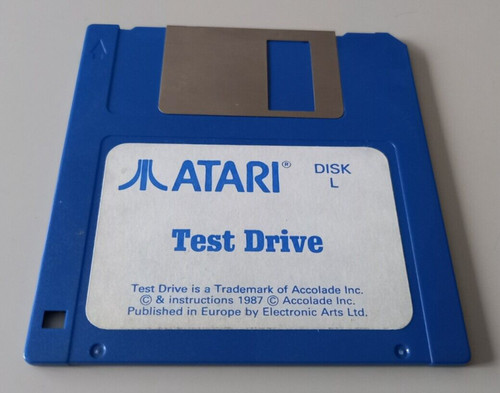 ATARI® DISK
L
Test Drive
Test Drive is a Trademark of Accolade Inc.
© & instructions 1987 © Accolade Inc.
Published in Europe by Electronic Arts Ltd.